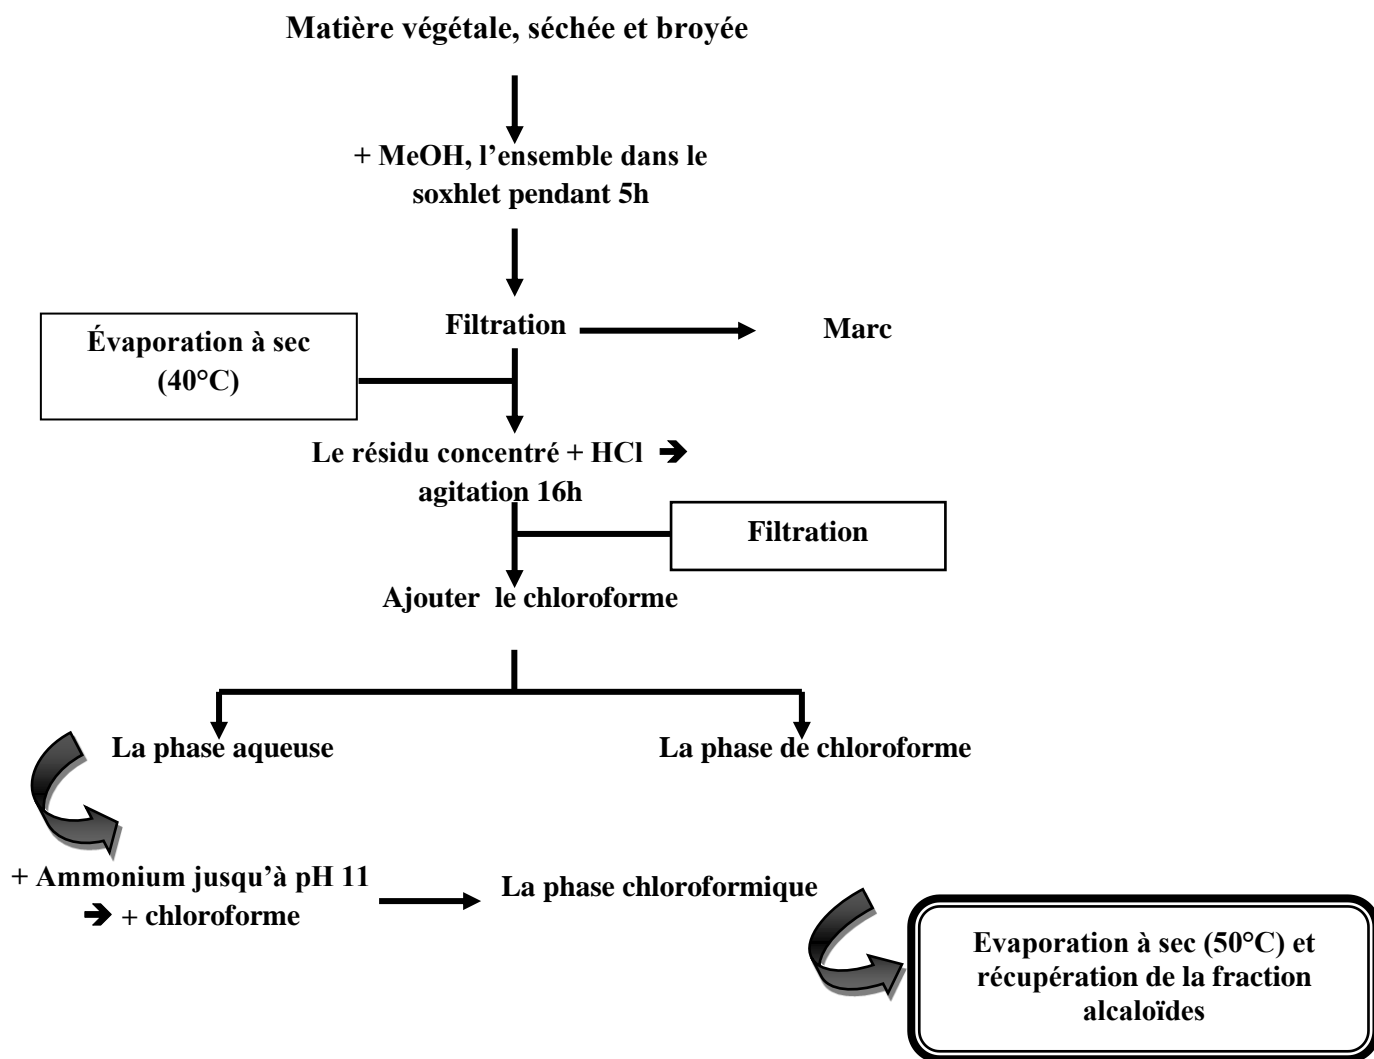 Matière végétale, séchée et broyée
+ MeOH, l’ensemble dans le
soxhlet pendant 5h
Filtration
Marc
Évaporation à sec
(40°C)
Le résidu concentré + HCl ➔
agitation 16h
Filtration
Ajouter le chloroforme
La phase aqueuse
La phase de chloroforme
+ Ammonium jusqu’à pH 11
➔ + chloroforme
La phase chloroformique
Evaporation à sec (50°C) et
récupération de la fraction
alcaloïdes